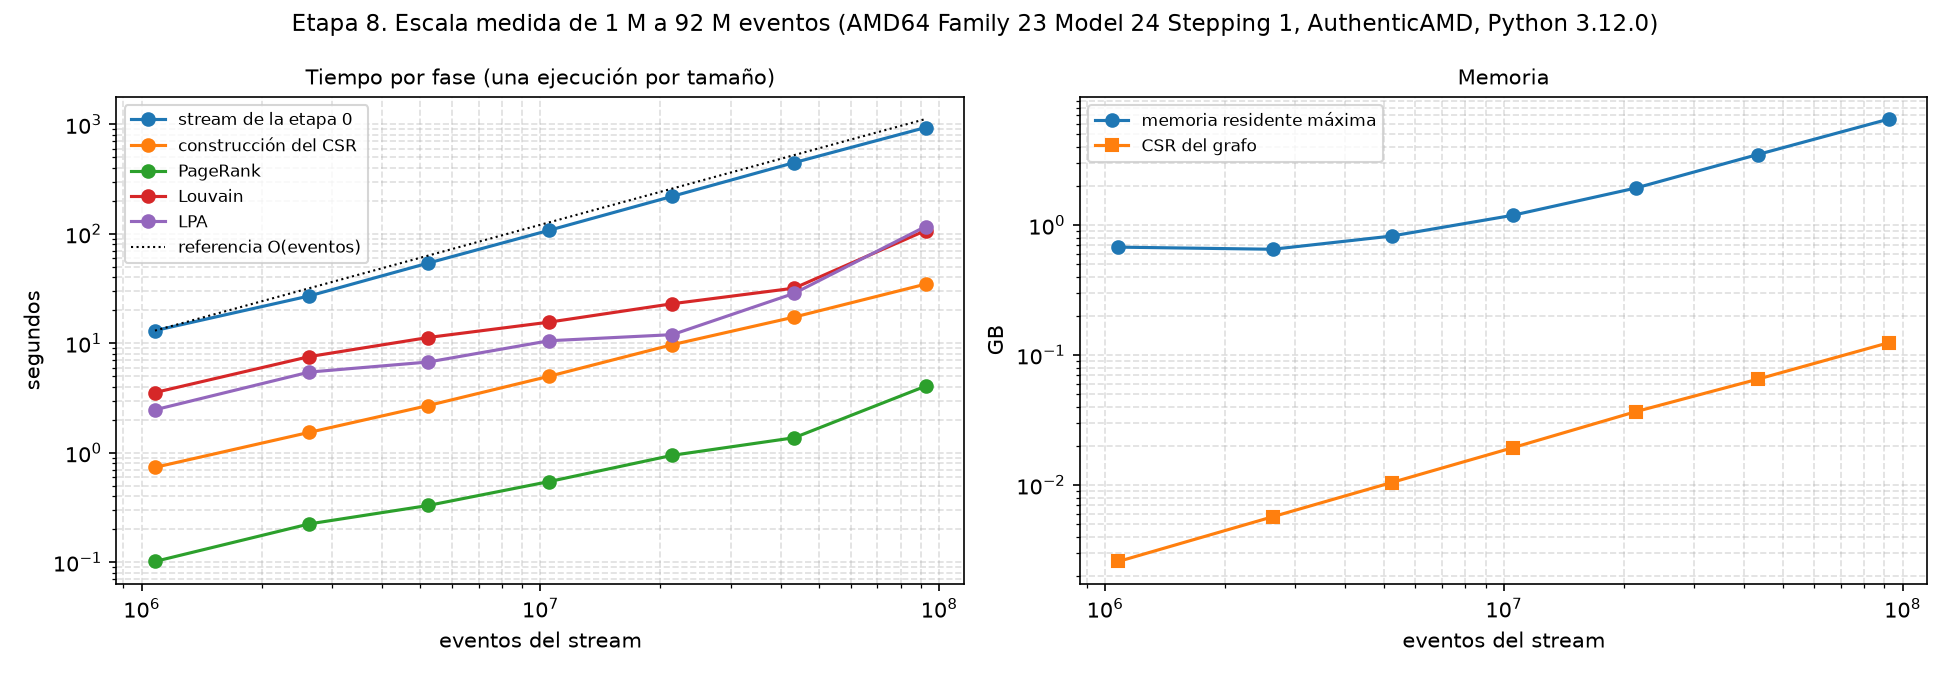 Etapa 8. Escala medida de 1 M a 92 M eventos (AMD64 Family 23 Model 24 Stepping 1, AuthenticAMD, Python 3.12.0)
Tiempo por fase (una ejecución por tamaño)
stream de la etapa 0
construcción del CSR
PageRank
Louvain
LPA
referencia O(eventos)
segundos
10³
10²
10¹
10⁰
10⁻¹
10⁶
10⁷
10⁸
eventos del stream
Memoria
memoria residente máxima
CSR del grafo
GB
10⁰
10⁻¹
10⁻²
10⁶
10⁷
10⁸
eventos del stream